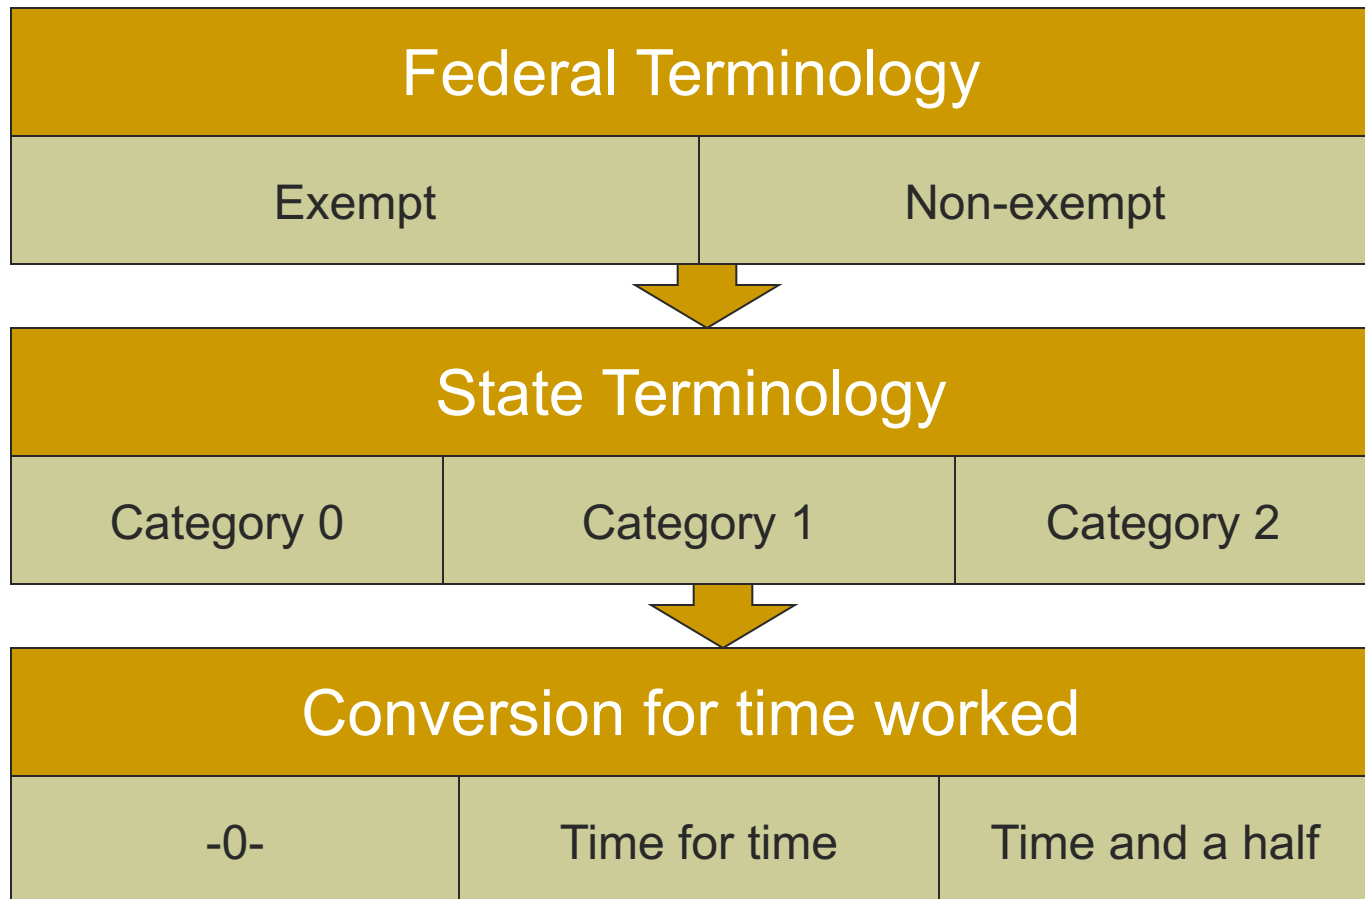 Federal Terminology
Exempt
Non-exempt
State Terminology
Category 0
Category 1
Category 2
Conversion for time worked
-0-
Time for time
Time and a half